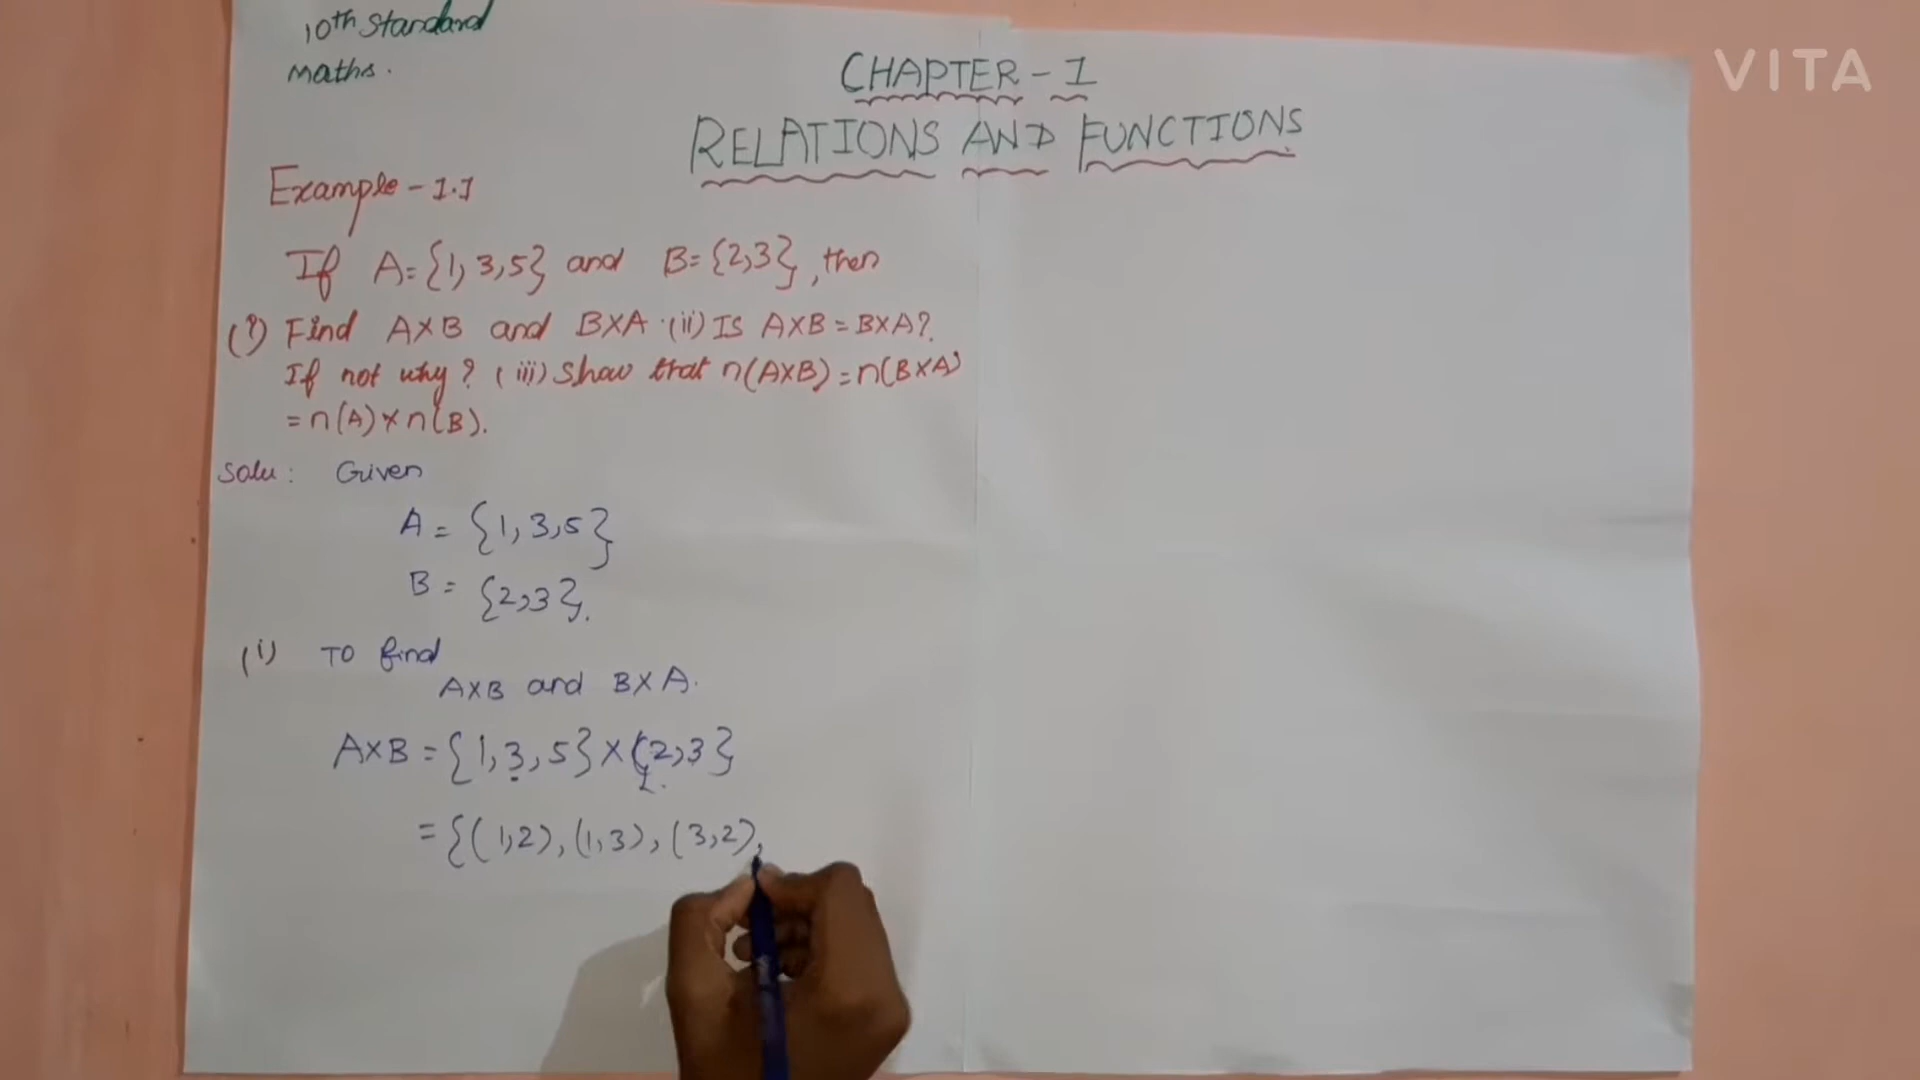 10th Standard
Maths.
VITA
CHAPTER - 1
RELATIONS AND FUNCTIONS
Example - 1.1
If A = {1, 3, 5} and B = {2, 3}, then
(i) Find A×B and B×A. (ii) Is A×B = B×A?
If not why? (iii) Show that n(A×B) = n(B×A)
= n(A) × n(B).
Solu: Given
A = {1, 3, 5}
B = {2, 3}.
(i) To find
A×B and B×A.
A×B = {1, 3, 5} × {2, 3}
= {(1,2), (1,3), (3,2),